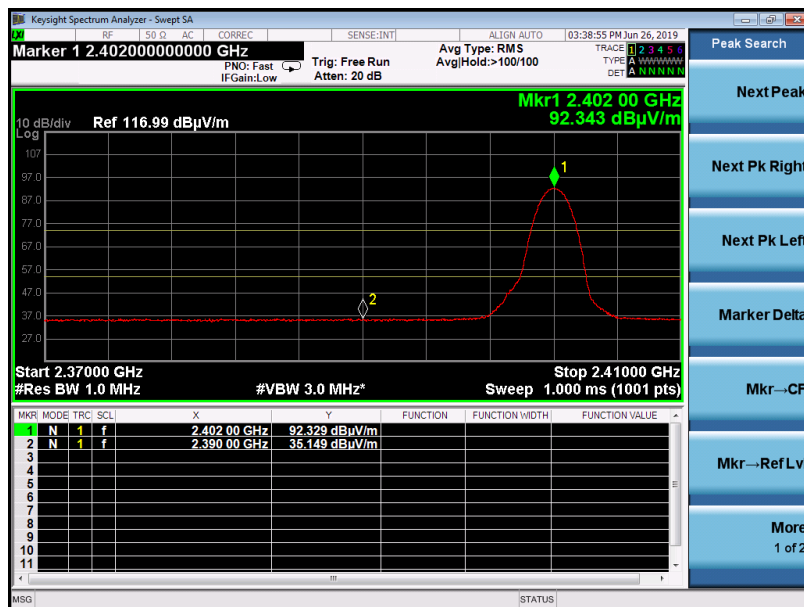 Keysight Spectrum Analyzer - Swept SA
LXI RF 50 Ω AC CORREC SENSE:INT ALIGN AUTO 03:38:55 PM Jun 26, 2019
Marker 1 2.402000000000 GHz
PNO: Fast
IFGain:Low
Trig: Free Run
Atten: 20 dB
Avg Type: RMS
Avg|Hold:>100/100
TRACE 1 2 3 4 5 6
TYPE A W W W W W
DET A N N N N N
Mkr1 2.402 00 GHz
92.343 dBµV/m
10 dB/div Ref 116.99 dBµV/m
Log
107
97.0
87.0
77.0
67.0
57.0
47.0
37.0
27.0
1
2
Start 2.37000 GHz Stop 2.41000 GHz
#Res BW 1.0 MHz #VBW 3.0 MHz* Sweep 1.000 ms (1001 pts)
MKR MODE TRC SCL X Y FUNCTION FUNCTION WIDTH FUNCTION VALUE
1 N 1 f 2.402 00 GHz 92.329 dBµV/m
2 N 1 f 2.390 00 GHz 35.149 dBµV/m
3
4
5
6
7
8
9
10
11
MSG STATUS
Peak Search
Next Peak
Next Pk Right
Next Pk Left
Marker Delta
Mkr→CF
Mkr→Ref Lv
More
1 of 2